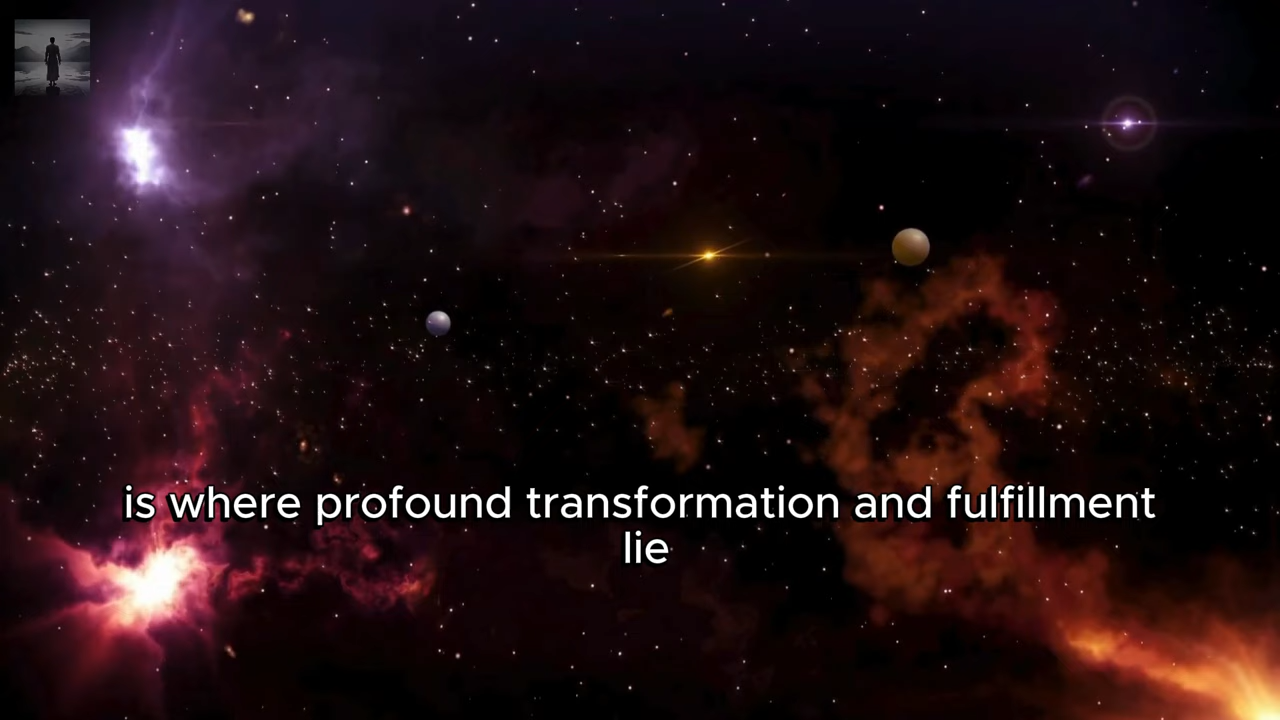 is where profound transformation and fulfillment
lie